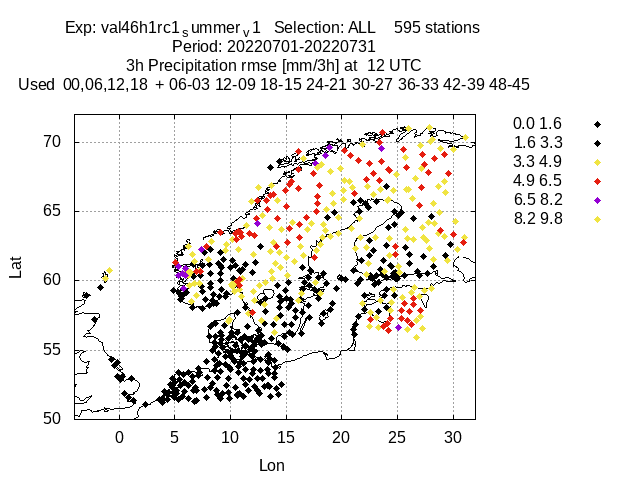 Exp: val46h1rc1summerv1 Selection: ALL 595 stations
Period: 20220701-20220731
3h Precipitation rmse [mm/3h] at 12 UTC
Used 00,06,12,18 + 06-03 12-09 18-15 24-21 30-27 36-33 42-39 48-45
0.0 1.6
1.6 3.3
3.3 4.9
4.9 6.5
6.5 8.2
8.2 9.8
70
65
60
55
50
Lat
0 5 10 15 20 25 30
Lon